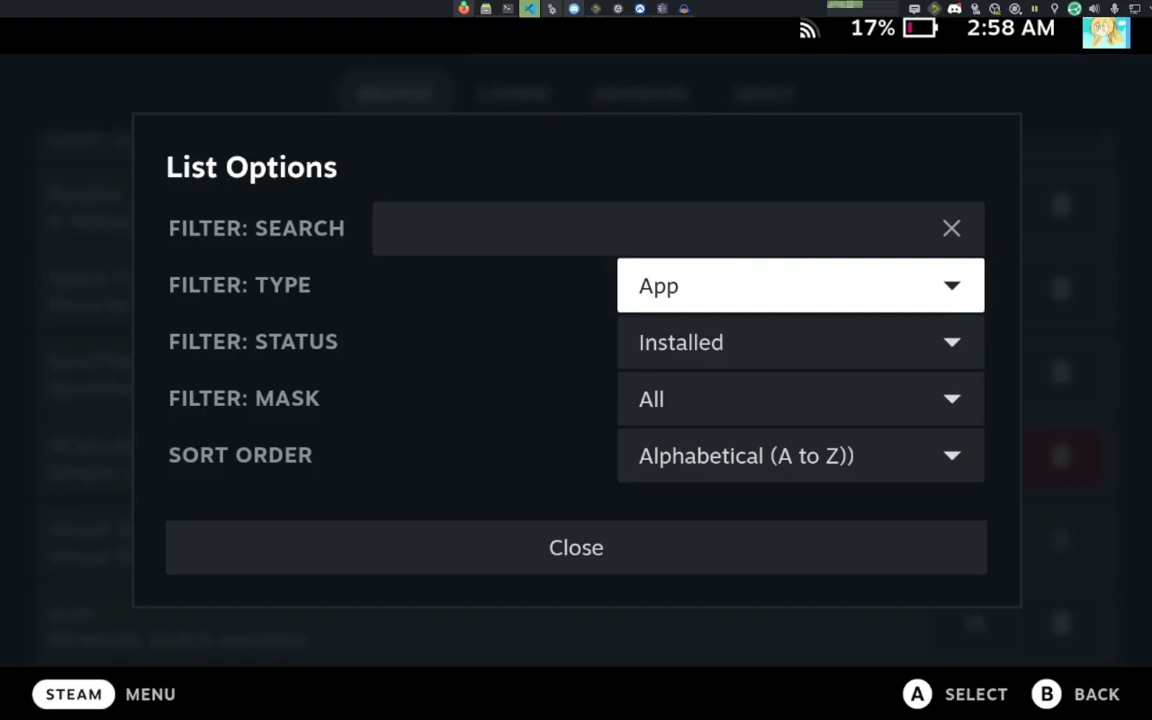 17% 2:58 AM
List Options
FILTER: SEARCH
FILTER: TYPE App
FILTER: STATUS Installed
FILTER: MASK All
SORT ORDER Alphabetical (A to Z))
Close
STEAM MENU A SELECT B BACK